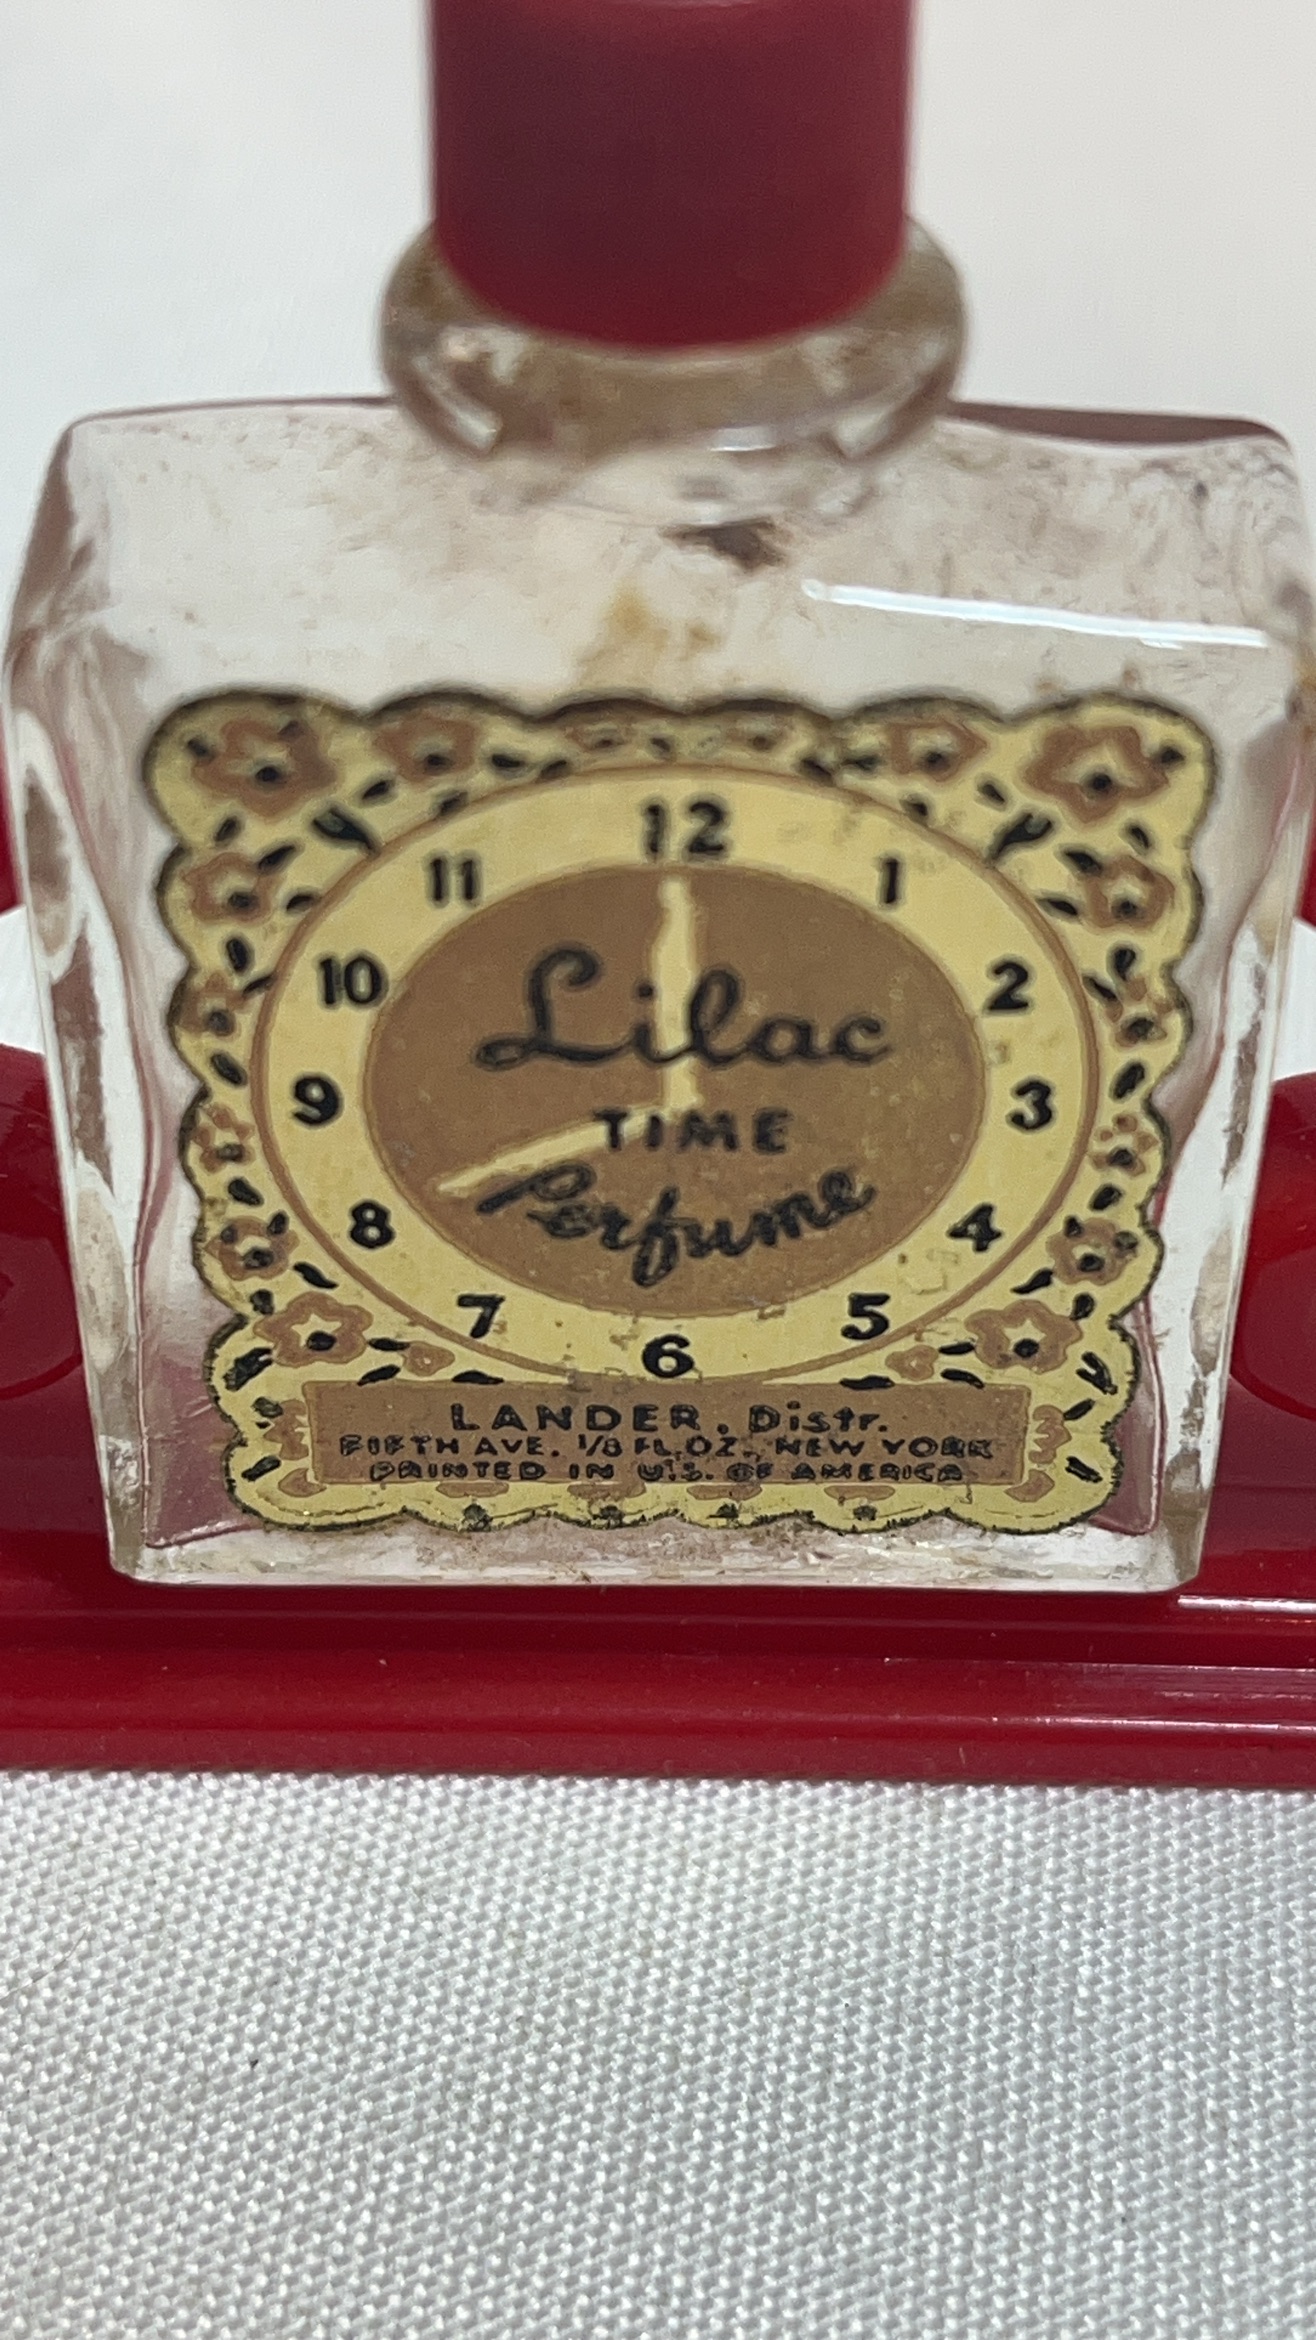 12
11 1
10 2
Lilac
9 TIME 3
Perfume
8 4
7 5
6
LANDER, Distr.
FIFTH AVE. 1/8 FL.OZ., NEW YORK
PRINTED IN U.S. OF AMERICA